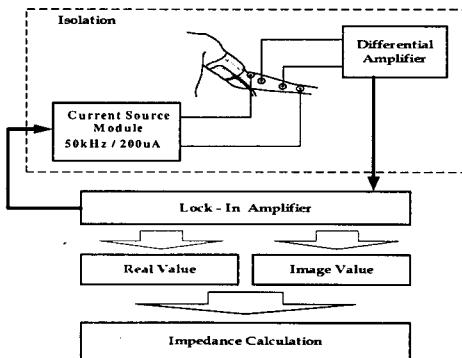 Isolation
Differential
Amplifier
Current Source
Module
50kHz / 200uA
Lock - In Amplifier
Real Value
Image Value
Impedance Calculation